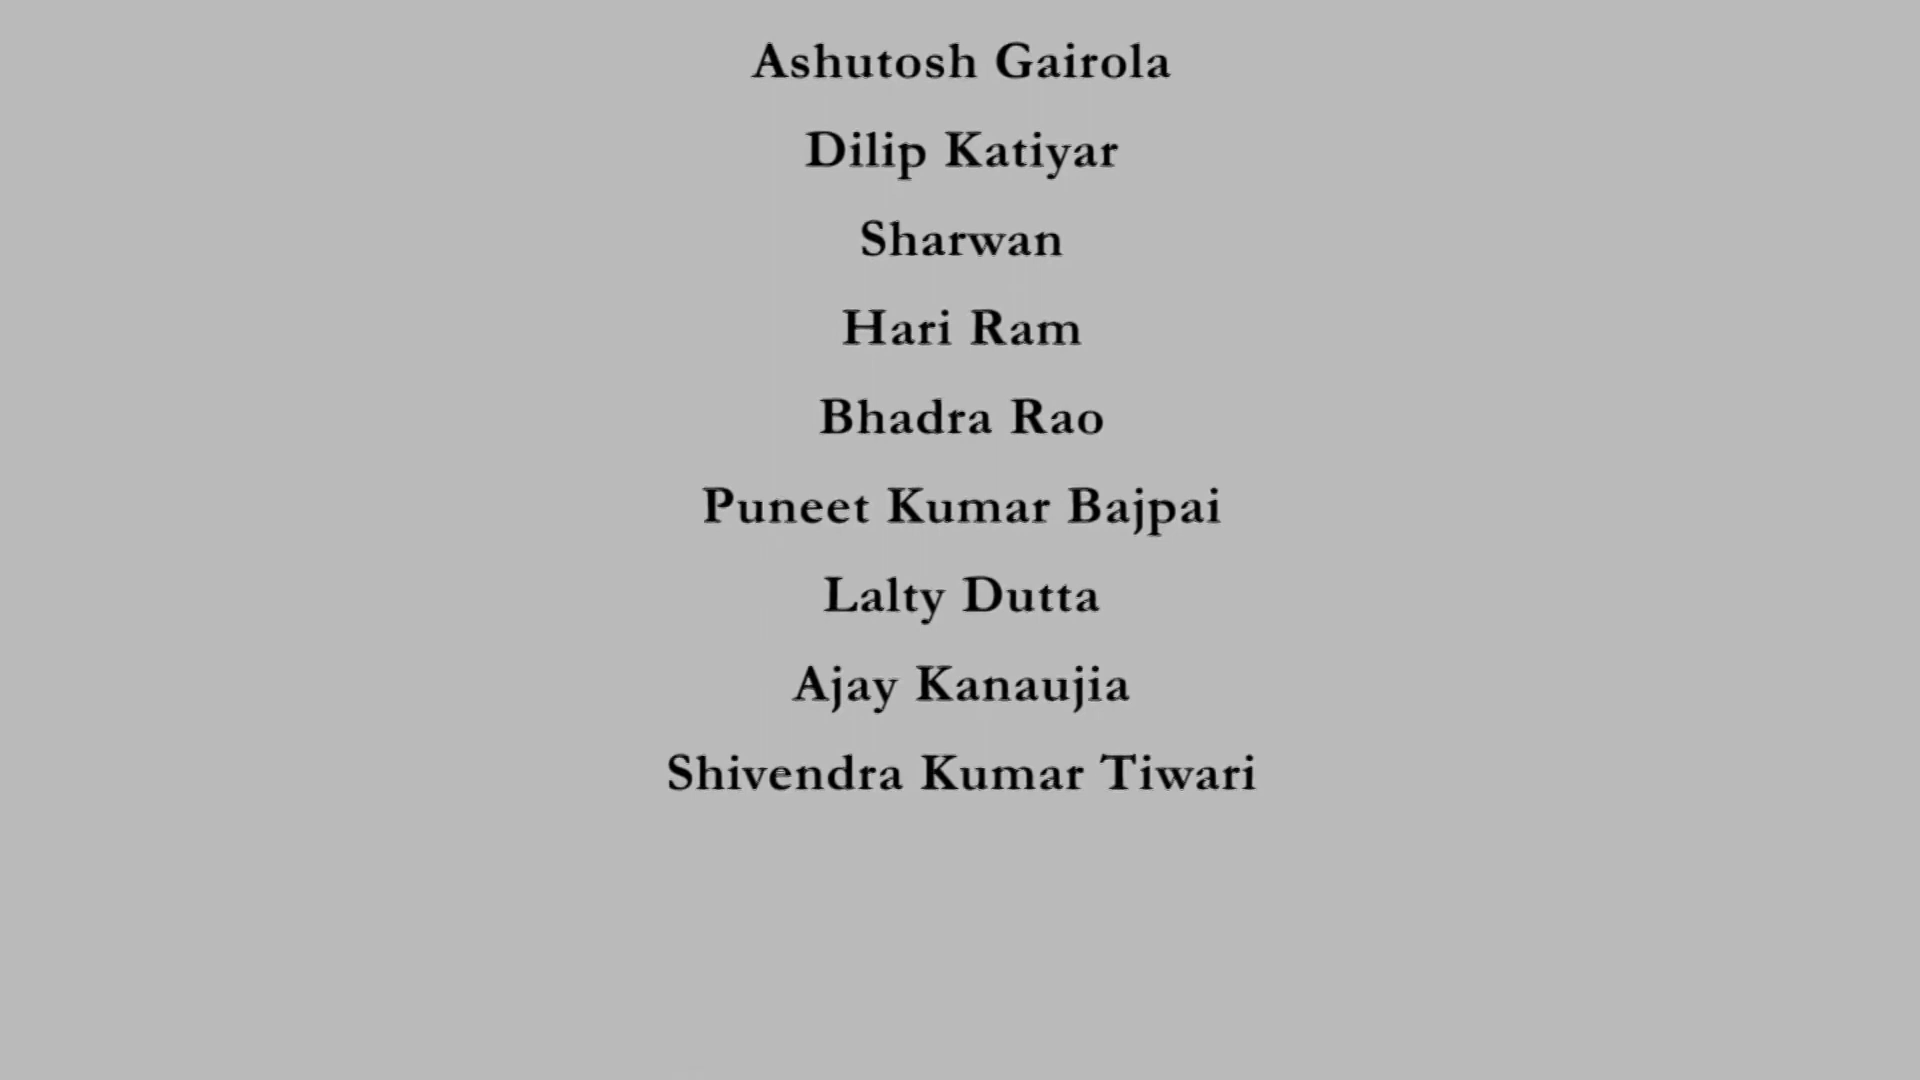 Ashutosh Gairola
Dilip Katiyar
Sharwan
Hari Ram
Bhadra Rao
Puneet Kumar Bajpai
Lalty Dutta
Ajay Kanaujia
Shivendra Kumar Tiwari